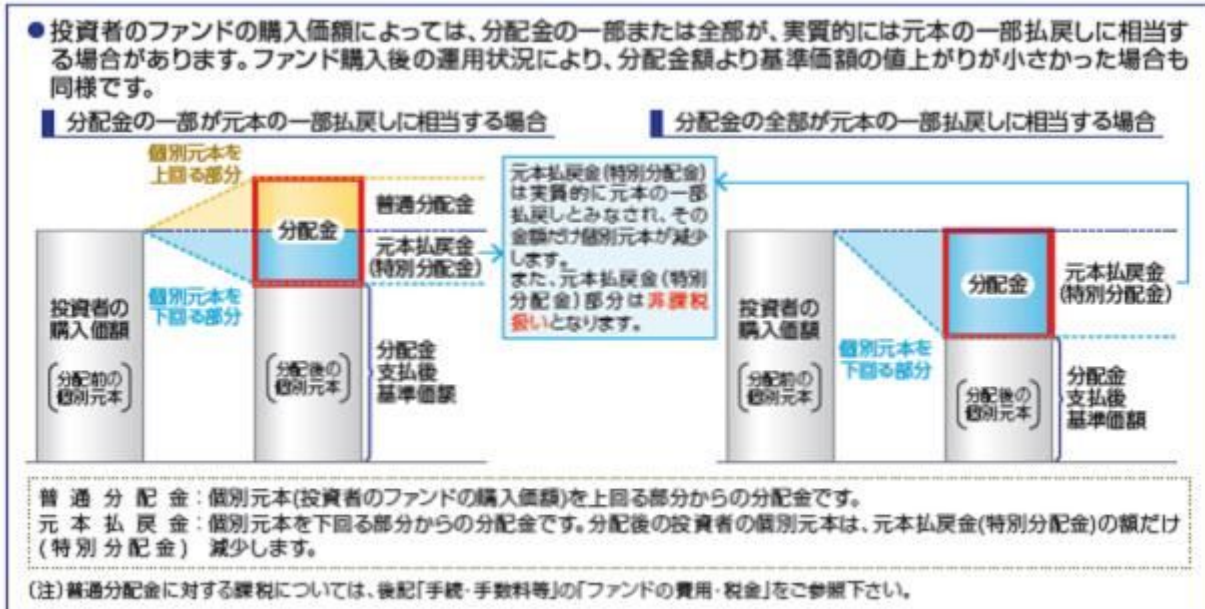 ●投資者のファンドの購入価額によっては、分配金の一部または全部が、実質的には元本の一部払戻しに相当す
る場合があります。ファンド購入後の運用状況により、分配金額より基準価額の値上がりが小さかった場合も
同様です。
分配金の一部が元本の一部払戻しに相当する場合
個別元本を
上回る部分
普通分配金
分配金
元本払戻金
(特別分配金)
投資者の
購入価額
(分配前の
個別元本)
個別元本を
下回る部分
(分配後の
個別元本)
分配金
支払後
基準価額
元本払戻金(特別分配金)
は実質的に元本の一部
払戻しとみなされ、その
金額だけ個別元本が減少
します。
また、元本払戻金(特別
分配金)部分は非課税
扱いとなります。
分配金の全部が元本の一部払戻しに相当する場合
投資者の
購入価額
(分配前の
個別元本)
個別元本を
下回る部分
分配金
元本払戻金
(特別分配金)
(分配後の
個別元本)
分配金
支払後
基準価額
普通分配金:個別元本(投資者のファンドの購入価額)を上回る部分からの分配金です。
元本払戻金:個別元本を下回る部分からの分配金です。分配後の投資者の個別元本は、元本払戻金(特別分配金)の額だけ
(特別分配金) 減少します。
(注)普通分配金に対する課税については、後記「手続・手数料等」の「ファンドの費用・税金」をご参照下さい。